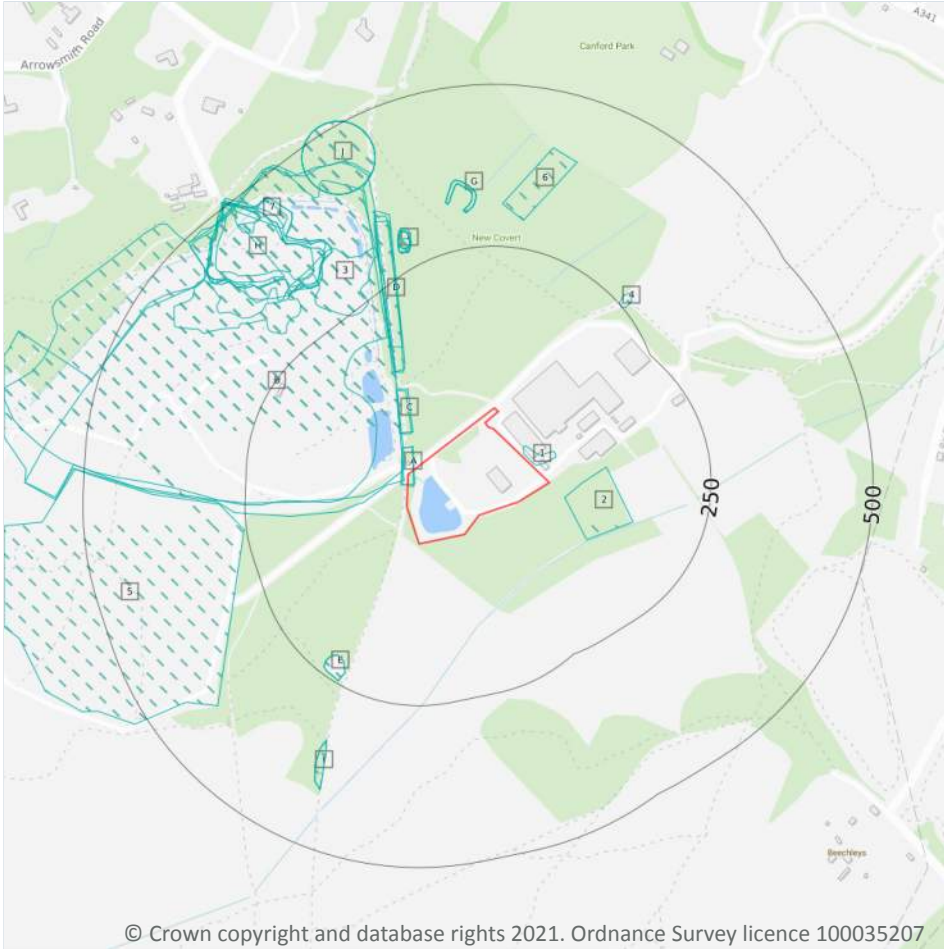 A341
Arrowsmith Road
Canford Park
J
G
6
7
H
New Covert
3
D
4
C
A
1
2
250
500
5
E
Beechleys
© Crown copyright and database rights 2021. Ordnance Survey licence 100035207